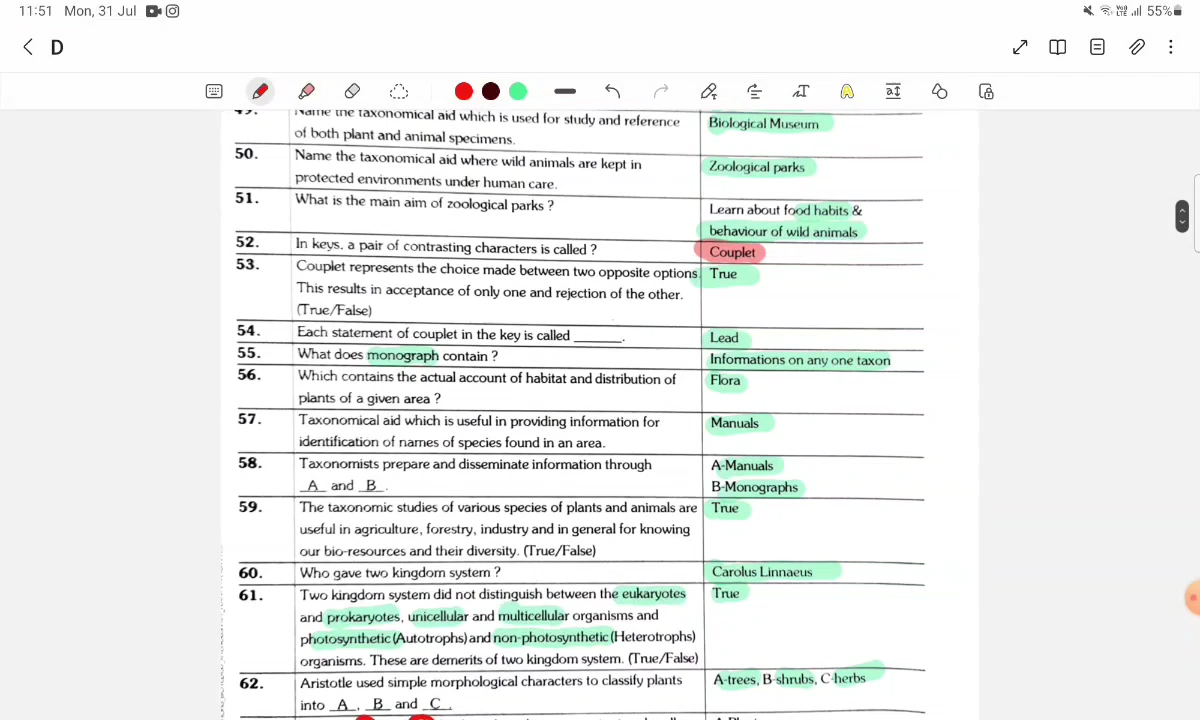 11:51 Mon, 31 Jul
55%
D
49. Name the taxonomical aid which is used for study and reference
of both plant and animal specimens.
Biological Museum
50. Name the taxonomical aid where wild animals are kept in
protected environments under human care.
Zoological parks
51. What is the main aim of zoological parks ?
Learn about food habits &
behaviour of wild animals
52. In keys, a pair of contrasting characters is called ?
Couplet
53. Couplet represents the choice made between two opposite options.
This results in acceptance of only one and rejection of the other.
(True/False)
True
54. Each statement of couplet in the key is called ______.
Lead
55. What does monograph contain ?
Informations on any one taxon
56. Which contains the actual account of habitat and distribution of
plants of a given area ?
Flora
57. Taxonomical aid which is useful in providing information for
identification of names of species found in an area.
Manuals
58. Taxonomists prepare and disseminate information through
A and B .
A-Manuals
B-Monographs
59. The taxonomic studies of various species of plants and animals are
useful in agriculture, forestry, industry and in general for knowing
our bio-resources and their diversity. (True/False)
True
60. Who gave two kingdom system ?
Carolus Linnaeus
61. Two kingdom system did not distinguish between the eukaryotes
and prokaryotes, unicellular and multicellular organisms and
photosynthetic (Autotrophs) and non-photosynthetic (Heterotrophs)
organisms. These are demerits of two kingdom system. (True/False)
True
62. Aristotle used simple morphological characters to classify plants
into A , B and C .
A-trees, B-shrubs, C-herbs